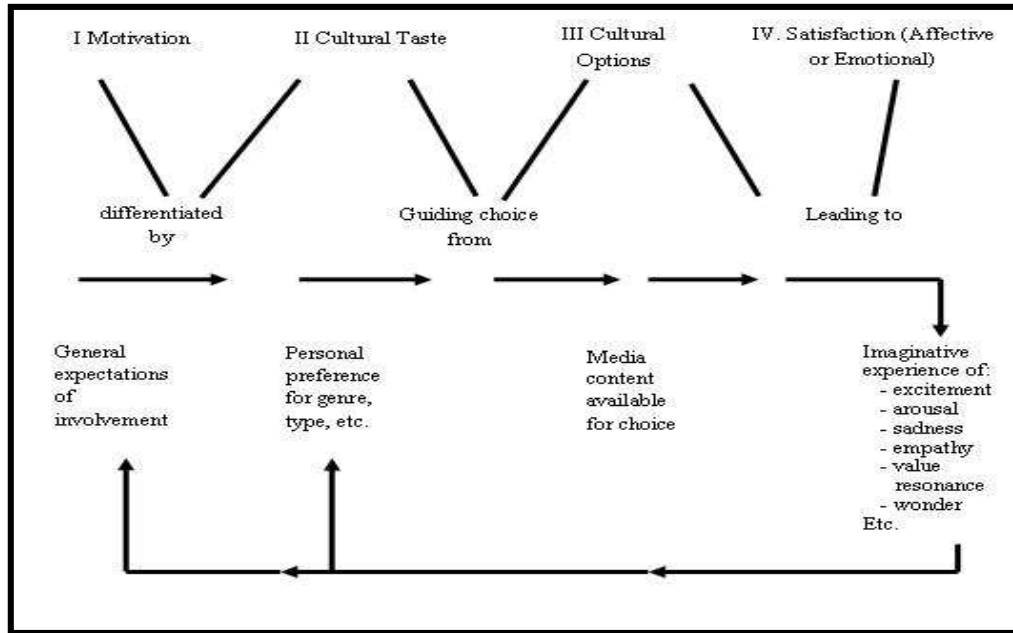 I Motivation
II Cultural Taste
III Cultural
Options
IV. Satisfaction (Affective
or Emotional)
differentiated
by
Guiding choice
from
Leading to
General
expectations
of
involvement
Personal
preference
for genre,
type, etc.
Media
content
available
for choice
Imaginative
experience of:
- excitement
- arousal
- sadness
- empathy
- value
resonance
- wonder
Etc.